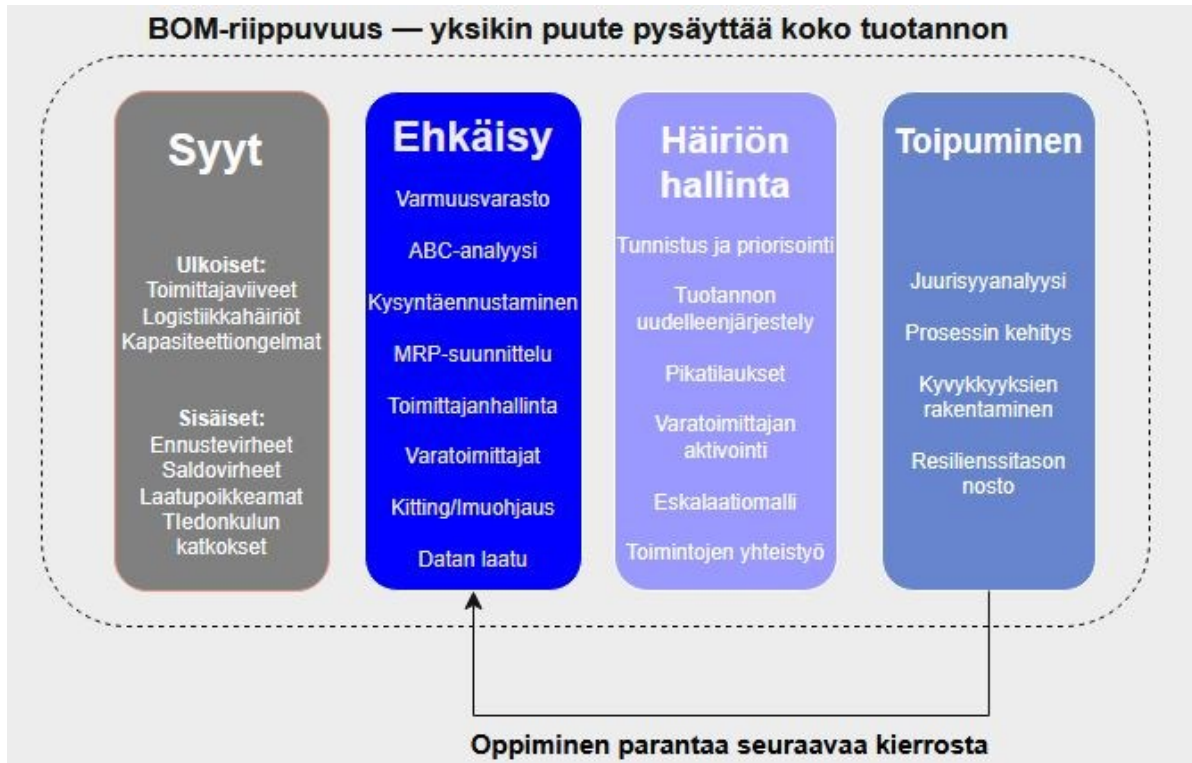 BOM-riippuvuus — yksikin puute pysäyttää koko tuotannon
Syyt
Ulkoiset:
Toimittajaviiveet
Logistiikkahäiriöt
Kapasiteettiongelmat
Sisäiset:
Ennustevirheet
Saldovirheet
Laatupoikkeamat
TIedonkulun
katkokset
Ehkäisy
Varmuusvarasto
ABC-analyysi
Kysyntäennustaminen
MRP-suunnittelu
Toimittajanhallinta
Varatoimittajat
Kitting/Imuohjaus
Datan laatu
Häiriön
hallinta
Tunnistus ja priorisointi
Tuotannon
uudelleenjärjestely
Pikatilaukset
Varatoimittajan
aktivointi
Eskalaatiomalli
Toimintojen yhteistyö
Toipuminen
Juurisyyanalyysi
Prosessin kehitys
Kyvykkyyksien
rakentaminen
Resilienssitason
nosto
Oppiminen parantaa seuraavaa kierrosta